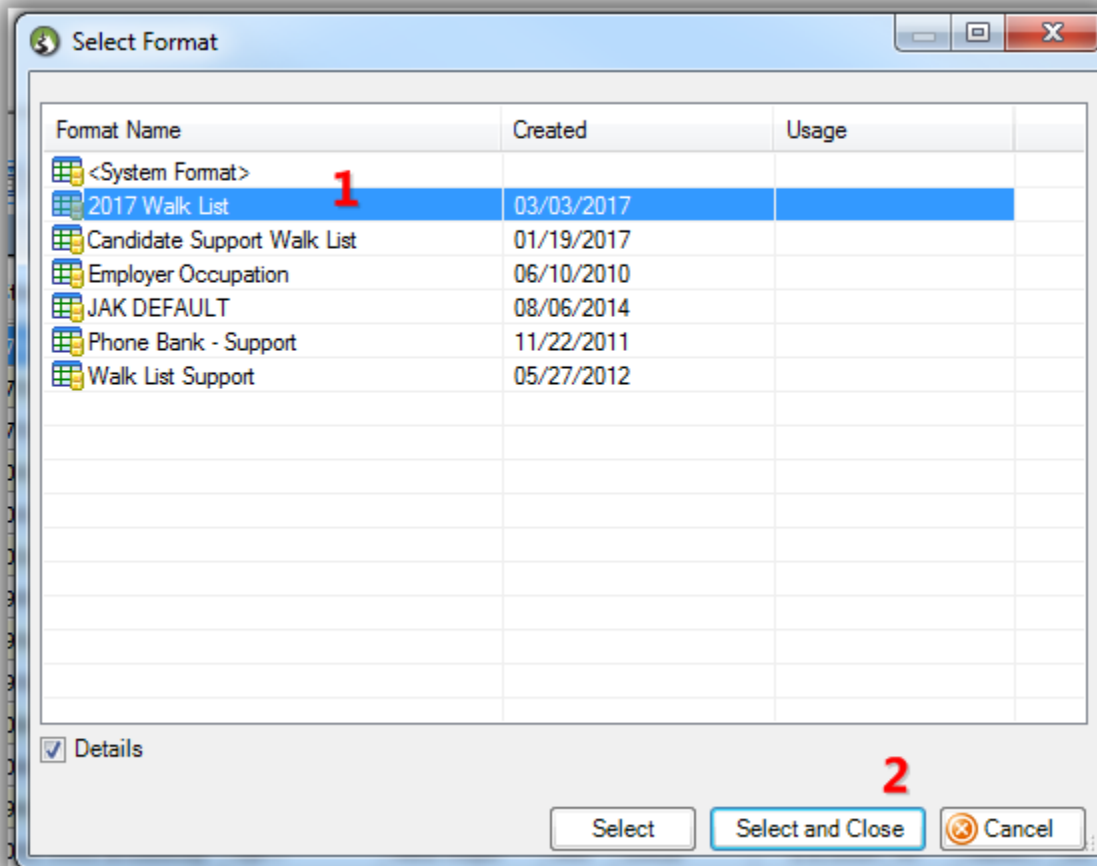 Select Format
Format Name Created Usage
<System Format>
1
2017 Walk List 03/03/2017
Candidate Support Walk List 01/19/2017
Employer Occupation 06/10/2010
JAK DEFAULT 08/06/2014
Phone Bank - Support 11/22/2011
Walk List Support 05/27/2012
Details
2
Select Select and Close Cancel